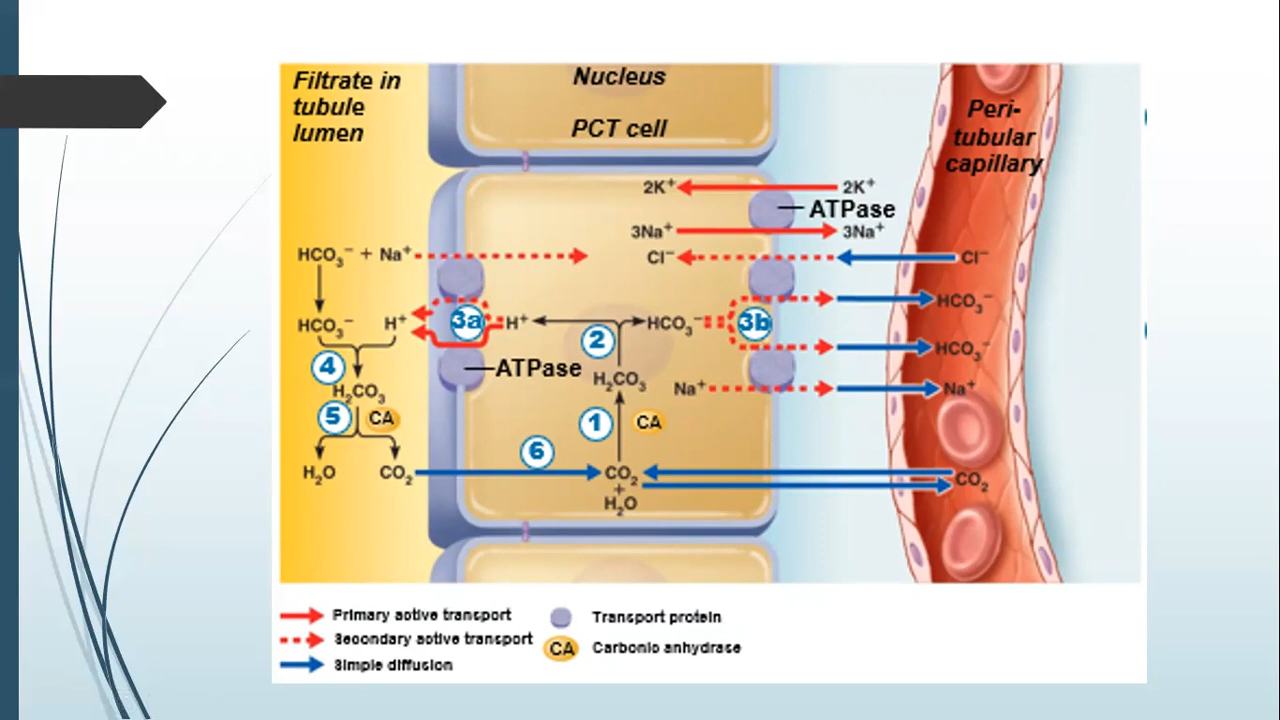 Filtrate in
tubule
lumen
Nucleus
PCT cell
Peri-
tubular
capillary
2K⁺
2K⁺
ATPase
3Na⁺
3Na⁺
HCO₃⁻ + Na⁺
Cl⁻
Cl⁻
HCO₃⁻
HCO₃⁻
H⁺
3a
H⁺
2
HCO₃⁻
3b
HCO₃⁻
4
ATPase
H₂CO₃
H₂CO₃
Na⁺
Na⁺
5
CA
1
CA
6
H₂O
CO₂
CO₂
+
H₂O
CO₂
Primary active transport
Secondary active transport
Simple diffusion
Transport protein
CA
Carbonic anhydrase